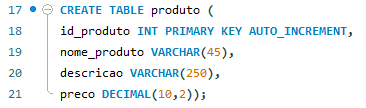 17 CREATE TABLE produto (
18 id_produto INT PRIMARY KEY AUTO_INCREMENT,
19 nome_produto VARCHAR(45),
20 descricao VARCHAR(250),
21 preco DECIMAL(10,2));